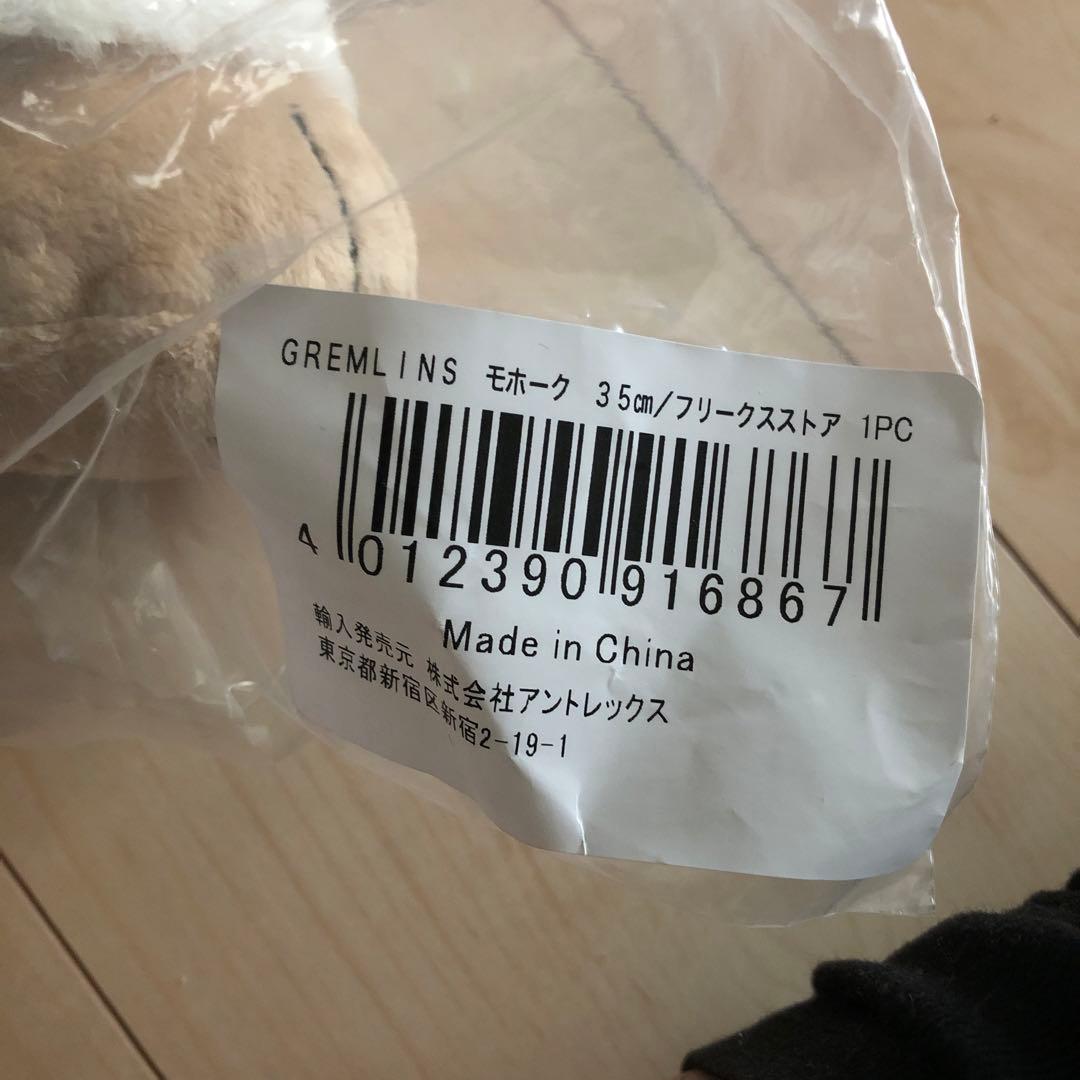 GREMLINS モホーク 35㎝/フリークスストア 1PC
4 012390 916867
Made in China
輸入発売元 株式会社アントレックス
東京都新宿区新宿2-19-1